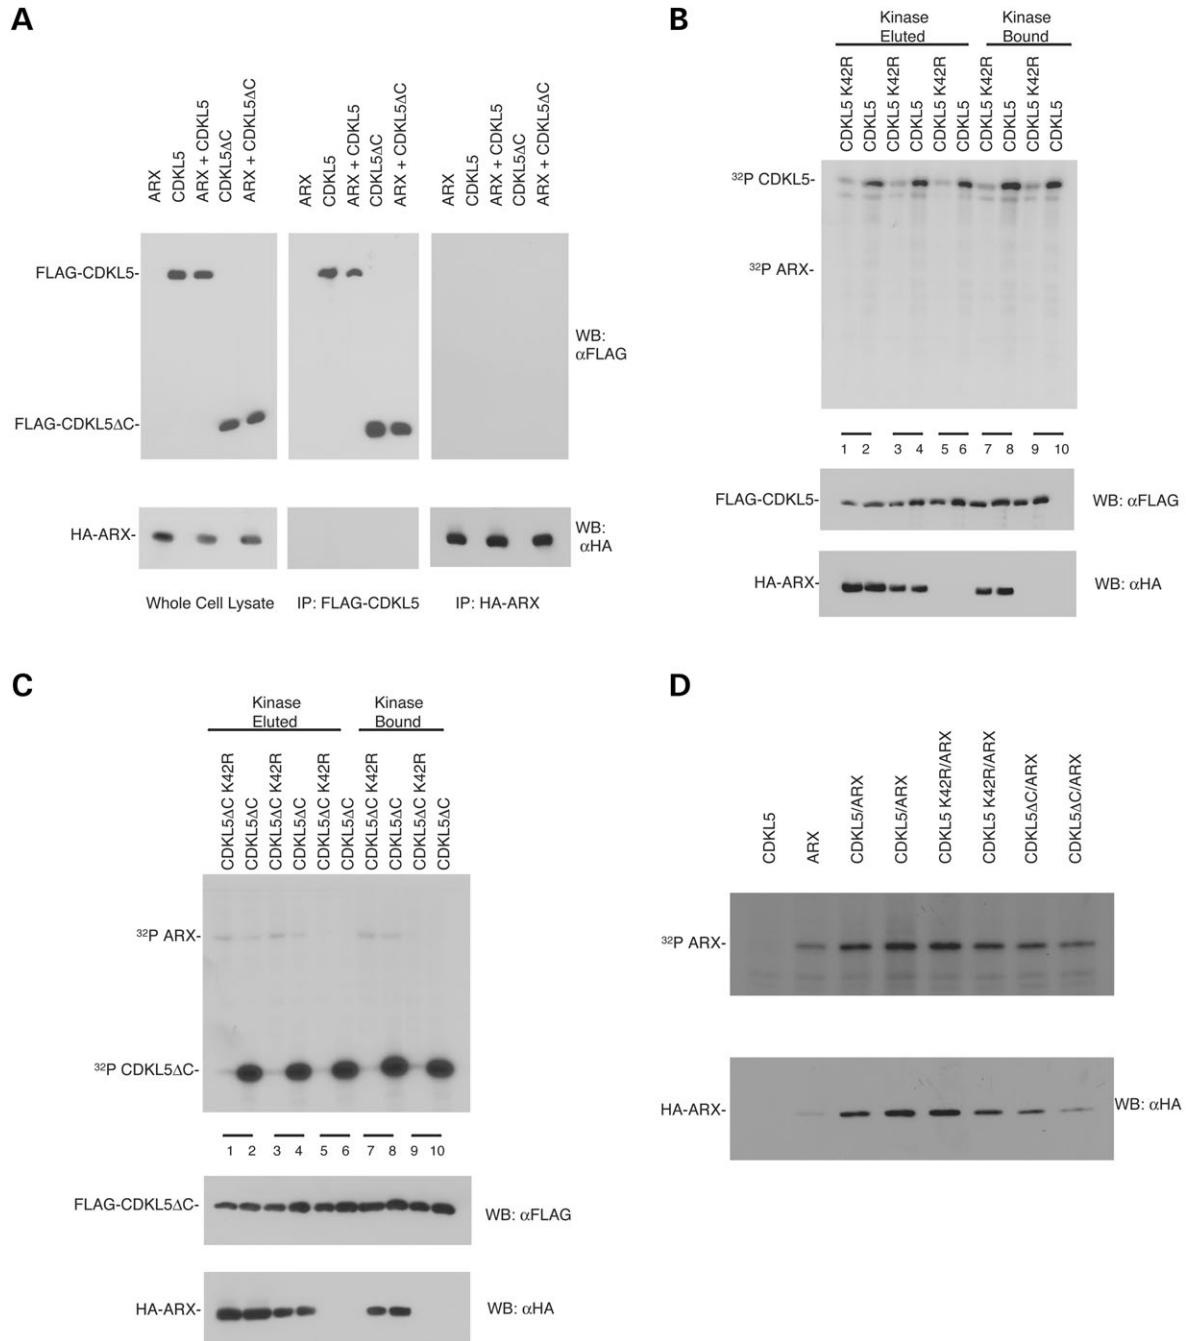 A
ARX
CDKL5
ARX + CDKL5
CDKL5ΔC
ARX + CDKL5ΔC
ARX
CDKL5
ARX + CDKL5
CDKL5ΔC
ARX + CDKL5ΔC
ARX
CDKL5
ARX + CDKL5
CDKL5ΔC
ARX + CDKL5ΔC
FLAG-CDKL5-
WB:
αFLAG
FLAG-CDKL5ΔC-
HA-ARX-
WB:
αHA
Whole Cell Lysate
IP: FLAG-CDKL5
IP: HA-ARX
B
Kinase
Eluted
Kinase
Bound
CDKL5 K42R
CDKL5
CDKL5 K42R
CDKL5
CDKL5 K42R
CDKL5
CDKL5 K42R
CDKL5
CDKL5 K42R
CDKL5
32P CDKL5-
32P ARX-
1 2 3 4 5 6 7 8 9 10
FLAG-CDKL5-
WB: αFLAG
HA-ARX-
WB: αHA
C
Kinase
Eluted
Kinase
Bound
CDKL5ΔC K42R
CDKL5ΔC
CDKL5ΔC K42R
CDKL5ΔC
CDKL5ΔC K42R
CDKL5ΔC
CDKL5ΔC K42R
CDKL5ΔC
CDKL5ΔC K42R
CDKL5ΔC
32P ARX-
32P CDKL5ΔC-
1 2 3 4 5 6 7 8 9 10
FLAG-CDKL5ΔC-
WB: αFLAG
HA-ARX-
WB: αHA
D
CDKL5
ARX
CDKL5/ARX
CDKL5/ARX
CDKL5 K42R/ARX
CDKL5 K42R/ARX
CDKL5ΔC/ARX
CDKL5ΔC/ARX
32P ARX-
HA-ARX-
WB: αHA